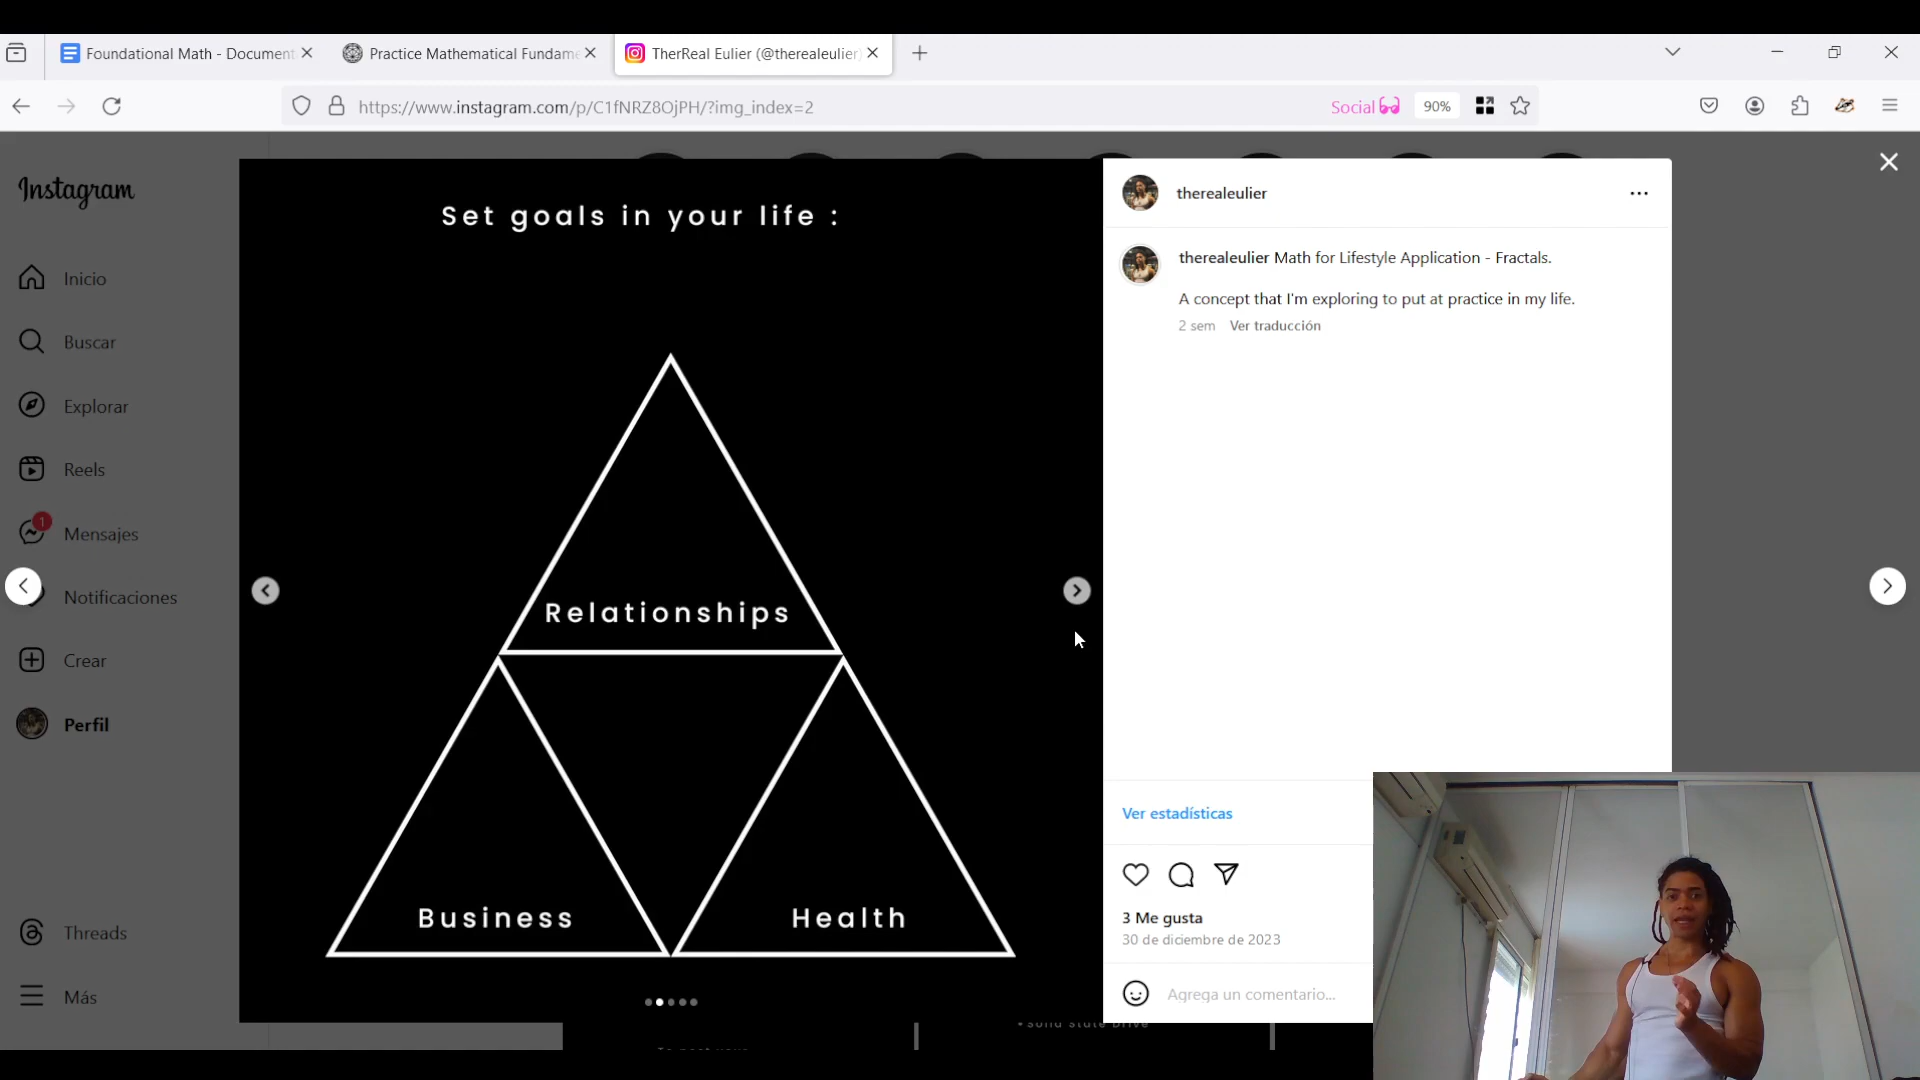 Foundational Math - Document
Practice Mathematical Fundame
TherReal Eulier (@therealeulier
https://www.instagram.com/p/C1fNRZ8OjPH/?img_index=2
Social
90%
Instagram
Inicio
Buscar
Explorar
Reels
1
Mensajes
Notificaciones
Crear
Perfil
Threads
Más
Set goals in your life :
Relationships
Business
Health
therealeulier
therealeulier Math for Lifestyle Application - Fractals.
A concept that I'm exploring to put at practice in my life.
2 sem Ver traducción
Ver estadísticas
3 Me gusta
30 de diciembre de 2023
Agrega un comentario...